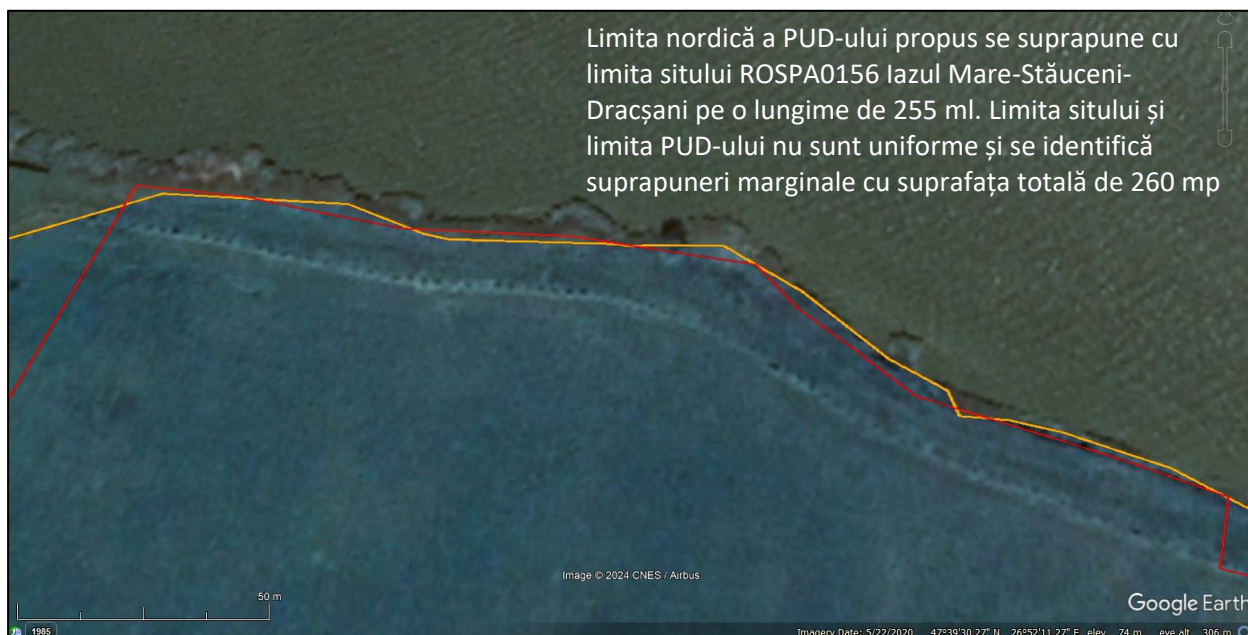 Limita nordică a PUD-ului propus se suprapune cu
limita sitului ROSPA0156 Iazul Mare-Stăuceni-
Dracșani pe o lungime de 255 ml. Limita sitului și
limita PUD-ului nu sunt uniforme și se identifică
suprapuneri marginale cu suprafața totală de 260 mp
Image © 2024 CNES / Airbus
50 m
Google Earth
1985
Imagery Date: 5/22/2020 47°39'30.27" N 26°52'11.27" E elev 74 m eye alt 306 m